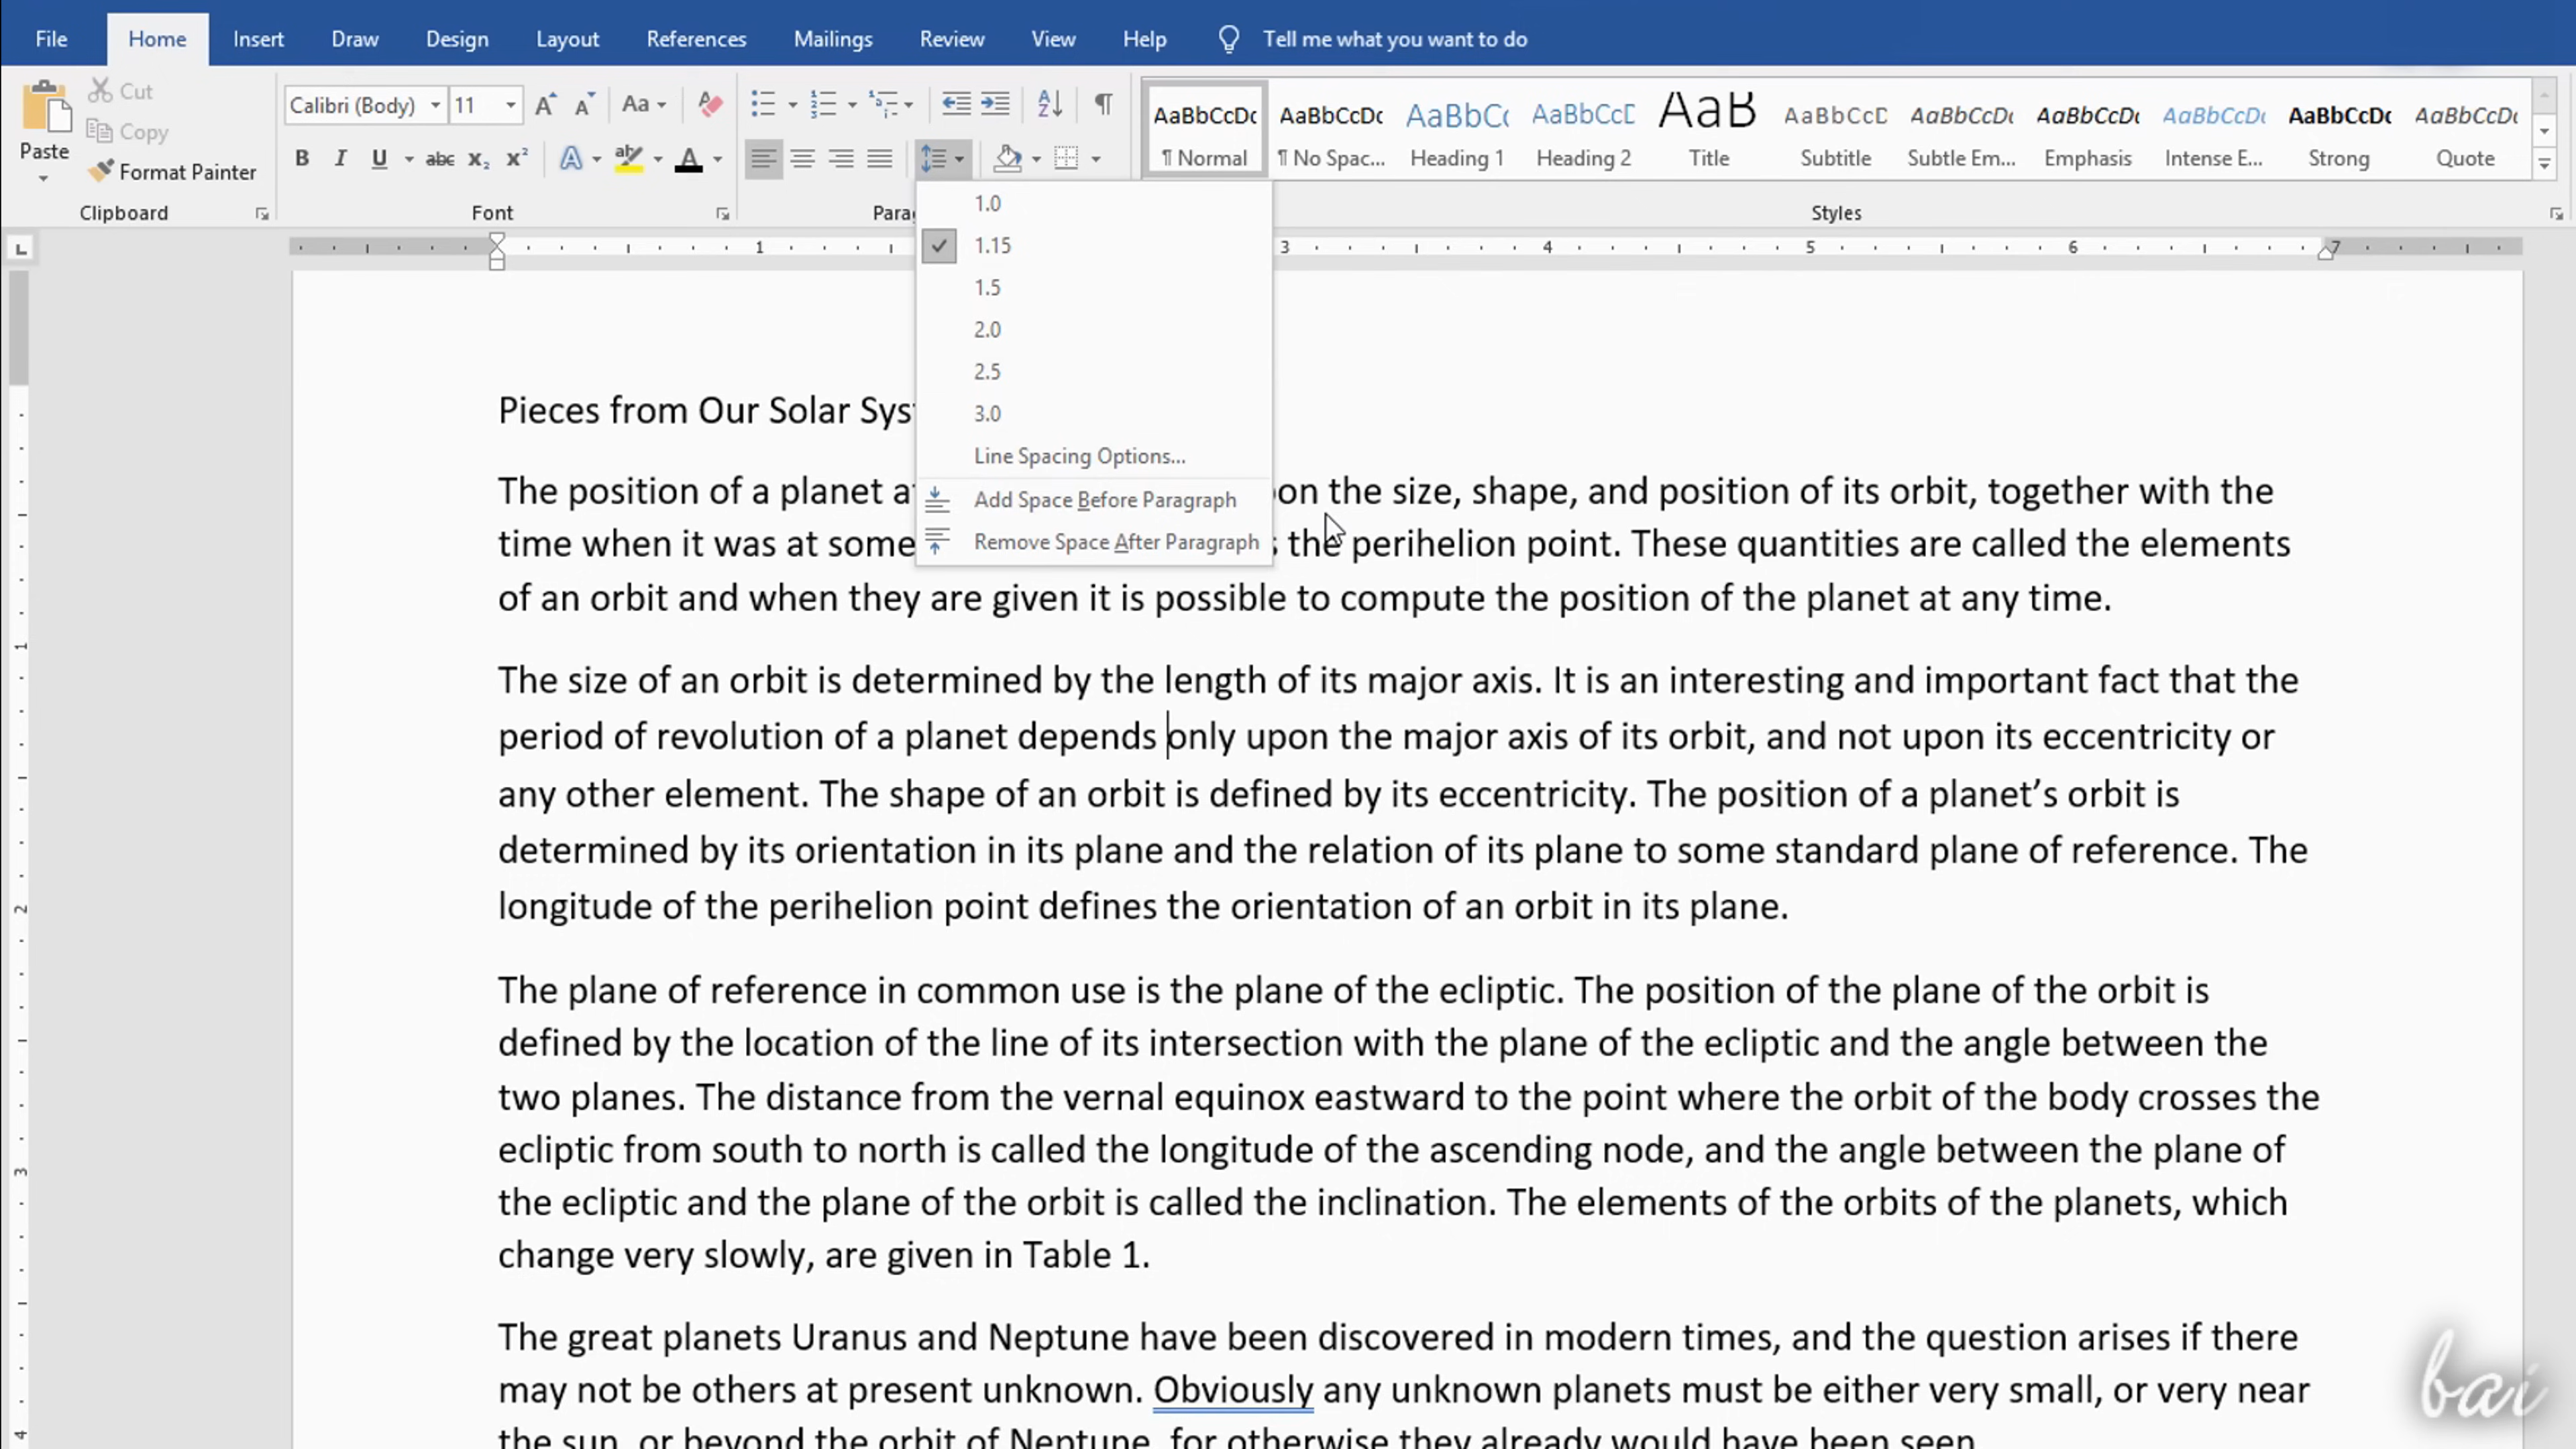 File Home Insert Draw Design Layout References Mailings Review View Help Tell me what you want to do
Paste
Cut
Copy
Format Painter
Clipboard
Calibri (Body) 11
Aa
B I U abc x₂ x²
A aby A
Font
Parag
AaBbCcDc AaBbCcDc AaBbCc AaBbCcD AaB AaBbCcD AaBbCcDc AaBbCcDc AaBbCcDc AaBbCcDc AaBbCcDc
¶ Normal ¶ No Spac... Heading 1 Heading 2 Title Subtitle Subtle Em... Emphasis Intense E... Strong Quote
Styles
1.0
1.15
1.5
2.0
2.5
3.0
Line Spacing Options...
Add Space Before Paragraph
Remove Space After Paragraph
1 3 4 5 6 7
1
2
3
4
Pieces from Our Solar Sys
The position of a planet a on the size, shape, and position of its orbit, together with the
time when it was at some s the perihelion point. These quantities are called the elements
of an orbit and when they are given it is possible to compute the position of the planet at any time.
The size of an orbit is determined by the length of its major axis. It is an interesting and important fact that the
period of revolution of a planet depends only upon the major axis of its orbit, and not upon its eccentricity or
any other element. The shape of an orbit is defined by its eccentricity. The position of a planet’s orbit is
determined by its orientation in its plane and the relation of its plane to some standard plane of reference. The
longitude of the perihelion point defines the orientation of an orbit in its plane.
The plane of reference in common use is the plane of the ecliptic. The position of the plane of the orbit is
defined by the location of the line of its intersection with the plane of the ecliptic and the angle between the
two planes. The distance from the vernal equinox eastward to the point where the orbit of the body crosses the
ecliptic from south to north is called the longitude of the ascending node, and the angle between the plane of
the ecliptic and the plane of the orbit is called the inclination. The elements of the orbits of the planets, which
change very slowly, are given in Table 1.
The great planets Uranus and Neptune have been discovered in modern times, and the question arises if there
may not be others at present unknown. Obviously any unknown planets must be either very small, or very near
the sun, or beyond the orbit of Neptune, for otherwise they already would have been seen.
bai